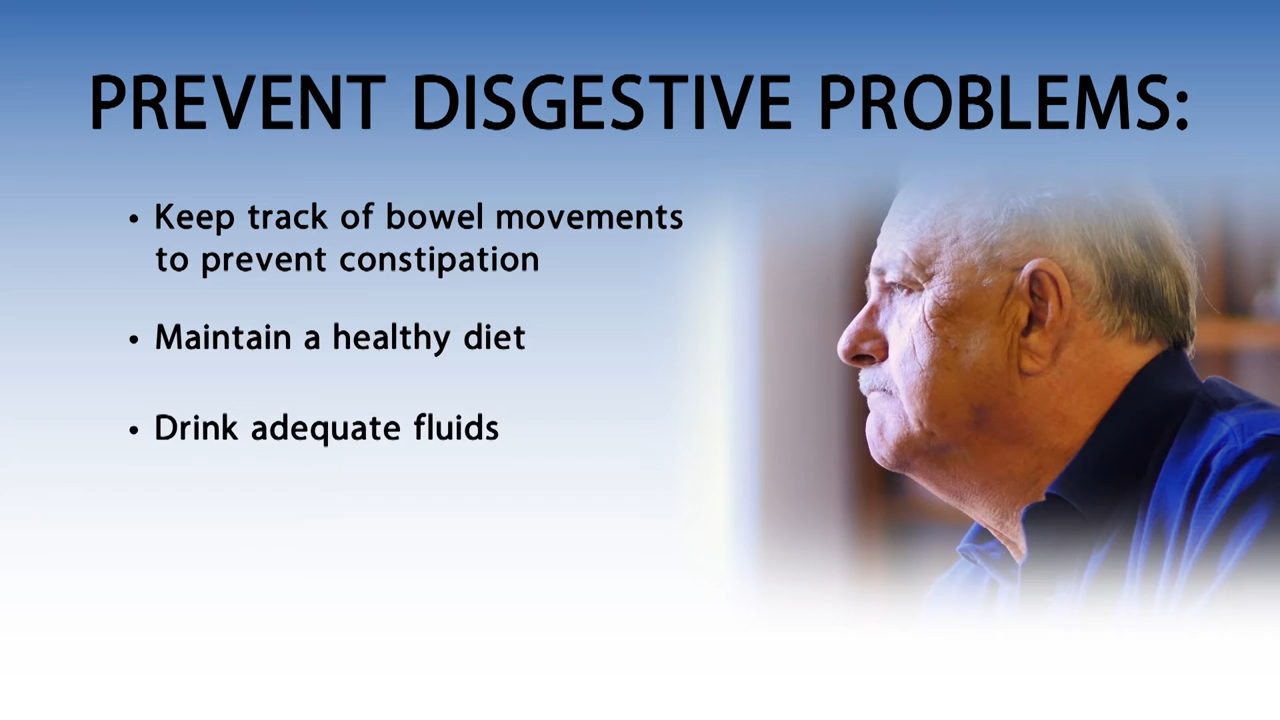 PREVENT DISGESTIVE PROBLEMS:
• Keep track of bowel movements
to prevent constipation
• Maintain a healthy diet
• Drink adequate fluids